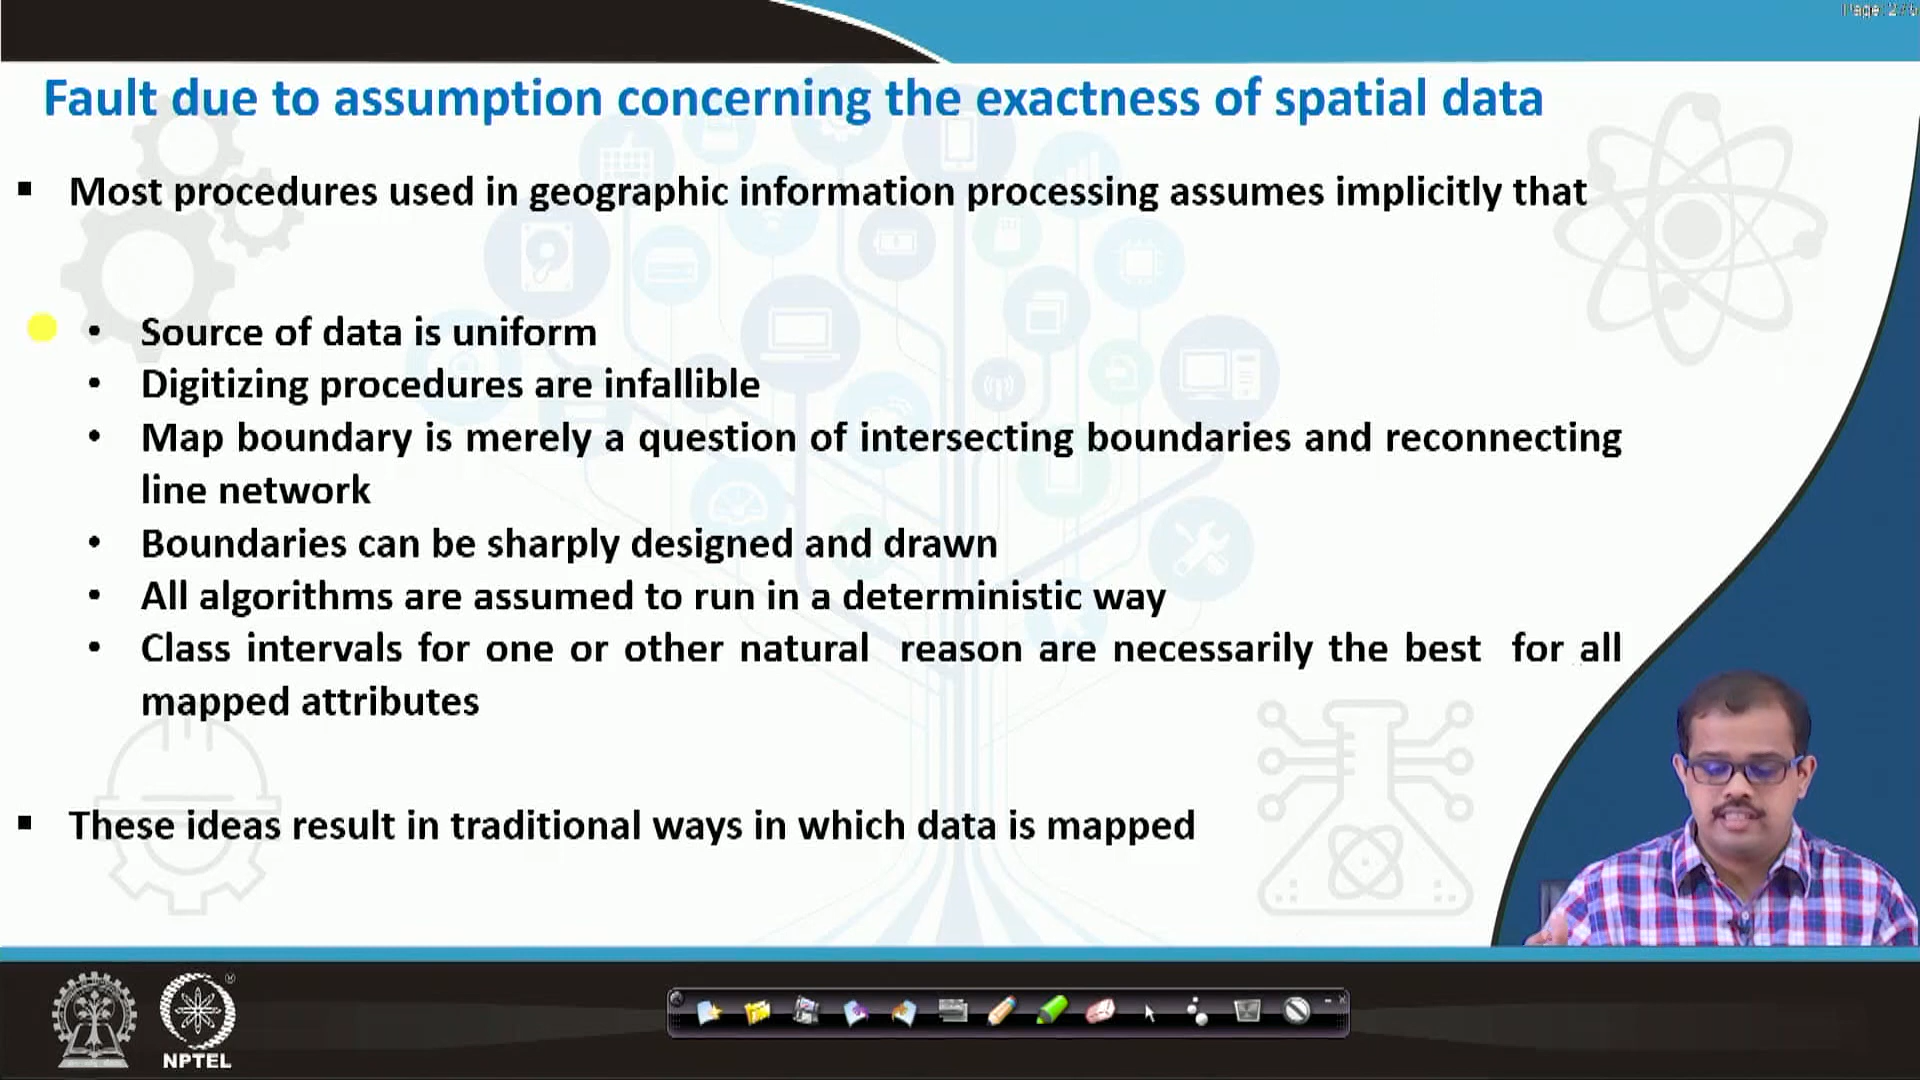 Fault due to assumption concerning the exactness of spatial data
Most procedures used in geographic information processing assumes implicitly that
Source of data is uniform
Digitizing procedures are infallible
Map boundary is merely a question of intersecting boundaries and reconnecting
line network
Boundaries can be sharply designed and drawn
All algorithms are assumed to run in a deterministic way
Class intervals for one or other natural reason are necessarily the best for all
mapped attributes
These ideas result in traditional ways in which data is mapped
NPTEL